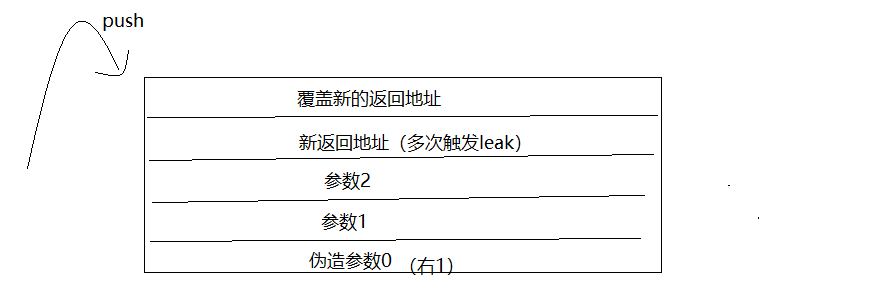 push
覆盖新的返回地址
新返回地址（多次触发leak）
参数2
参数1
伪造参数0 （右1）